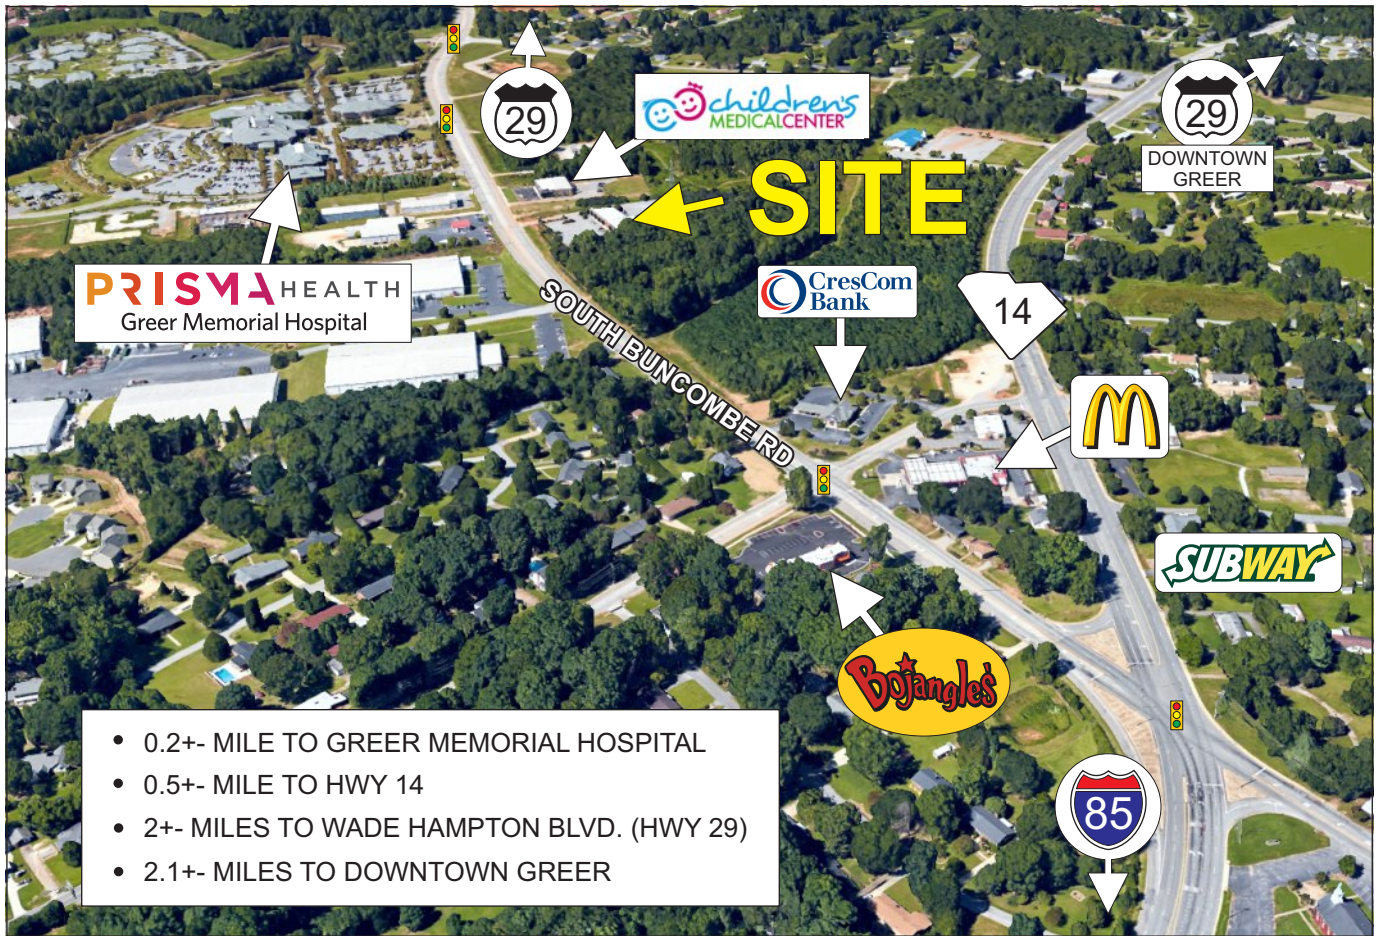 29
children's
MEDICALCENTER
29
DOWNTOWN
GREER
SITE
PRISMA HEALTH
Greer Memorial Hospital
CresCom
Bank
14
SOUTH BUNCOMBE RD
M
SUBWAY
Bojangles'
85
• 0.2+- MILE TO GREER MEMORIAL HOSPITAL
• 0.5+- MILE TO HWY 14
• 2+- MILES TO WADE HAMPTON BLVD. (HWY 29)
• 2.1+- MILES TO DOWNTOWN GREER